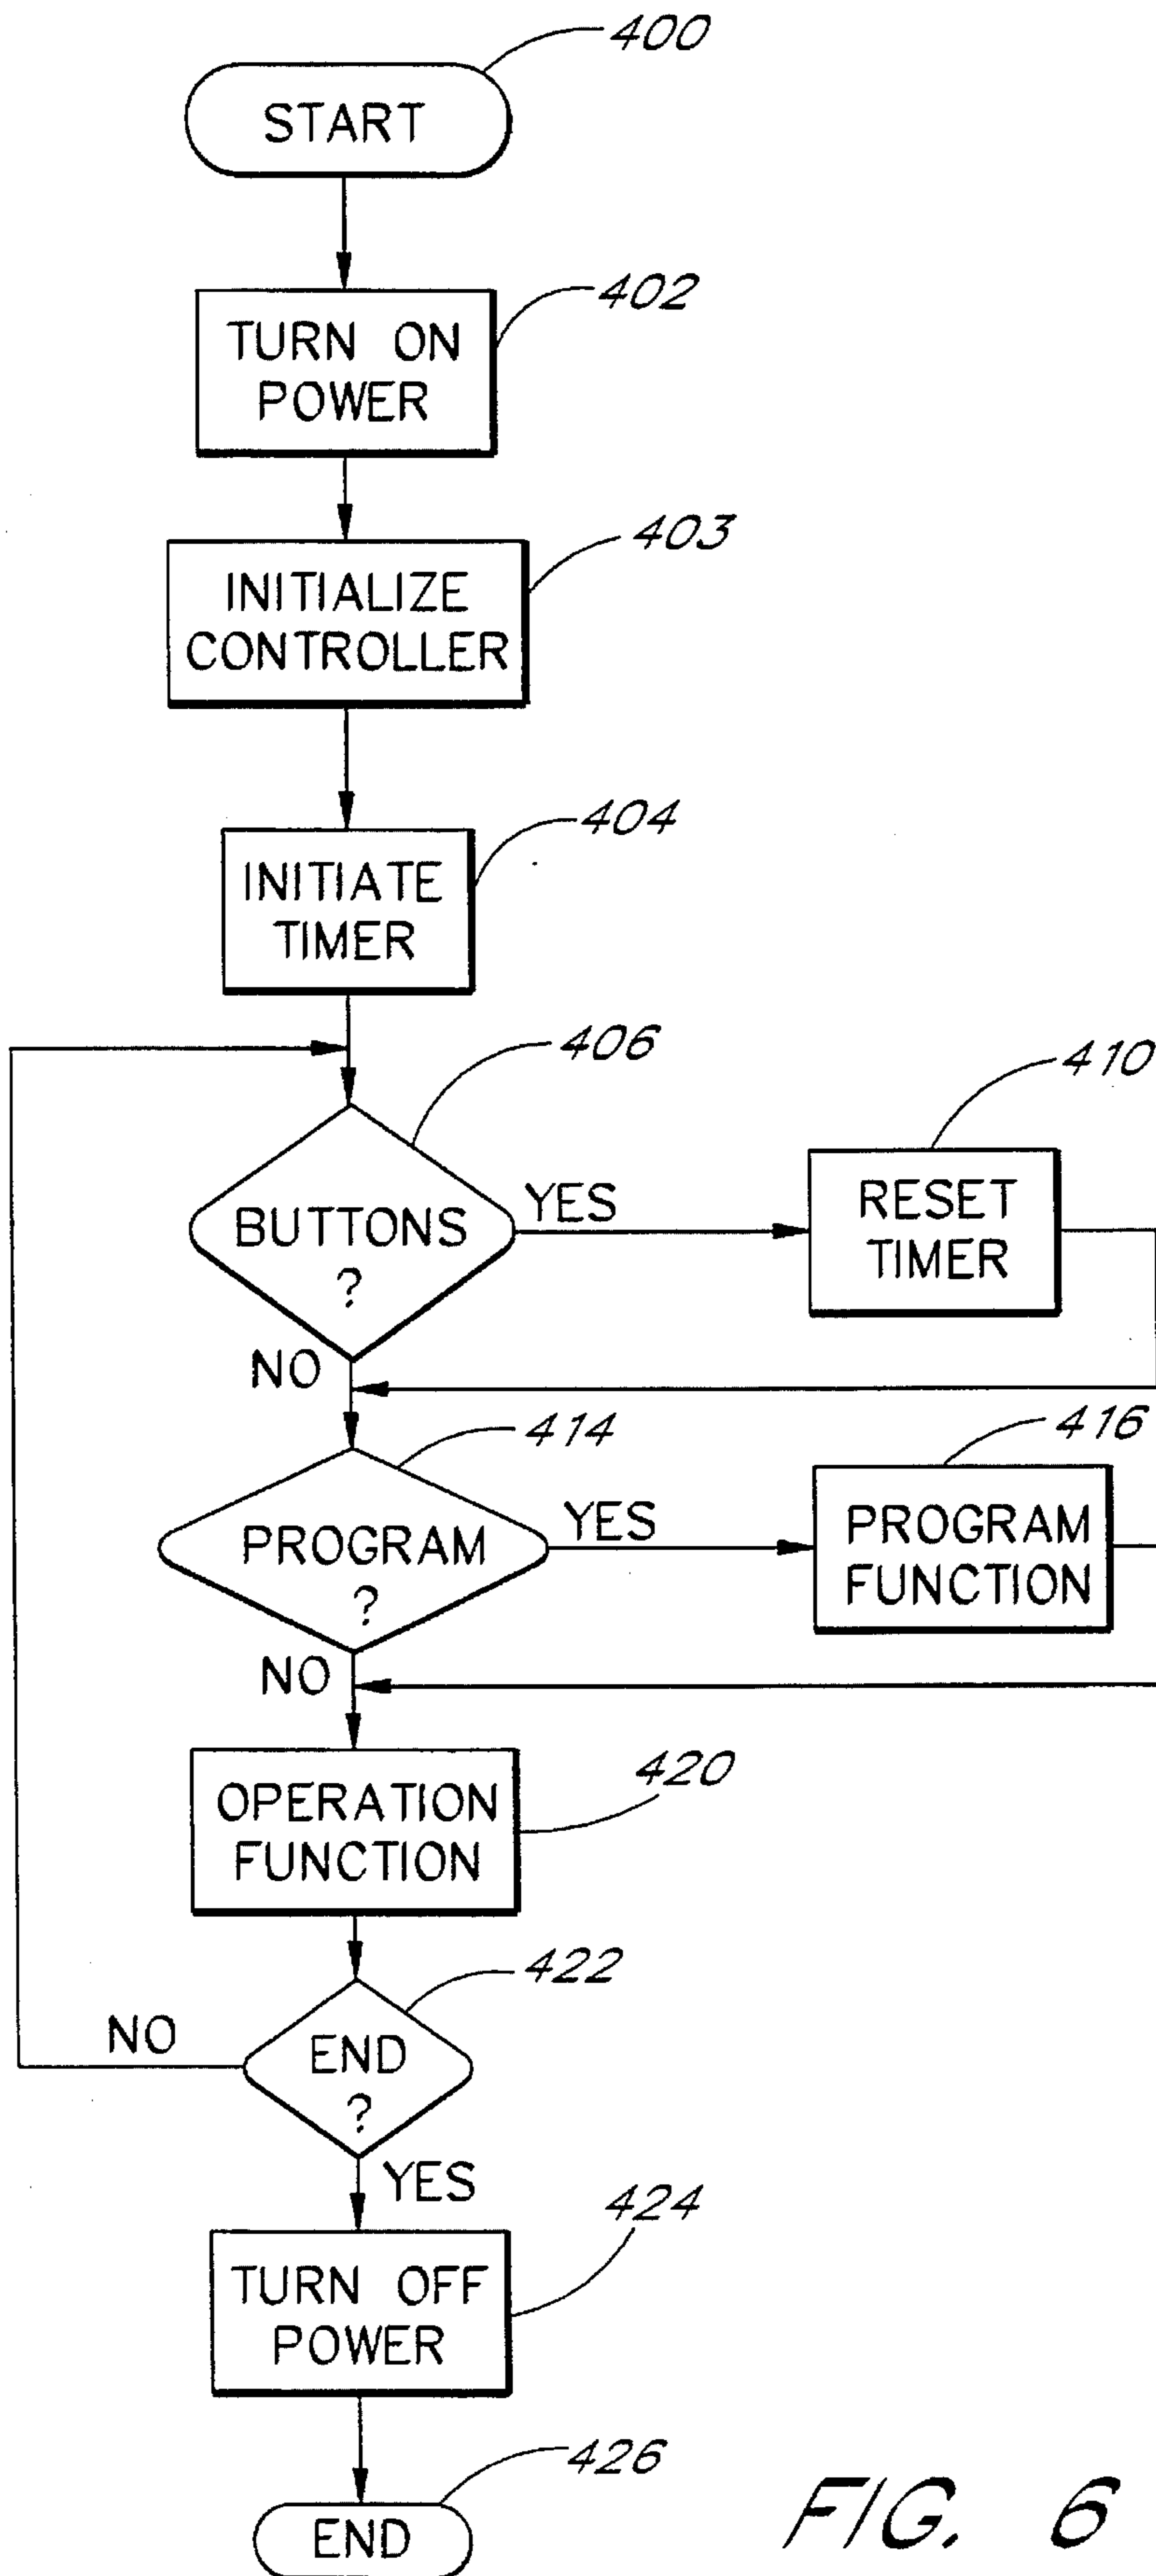 400
START
402
TURN ON
POWER
403
INITIALIZE
CONTROLLER
404
INITIATE
TIMER
406
BUTTONS
?
YES
410
RESET
TIMER
NO
414
PROGRAM
?
YES
416
PROGRAM
FUNCTION
NO
420
OPERATION
FUNCTION
422
END
?
NO
YES
424
TURN OFF
POWER
426
END
FIG. 6